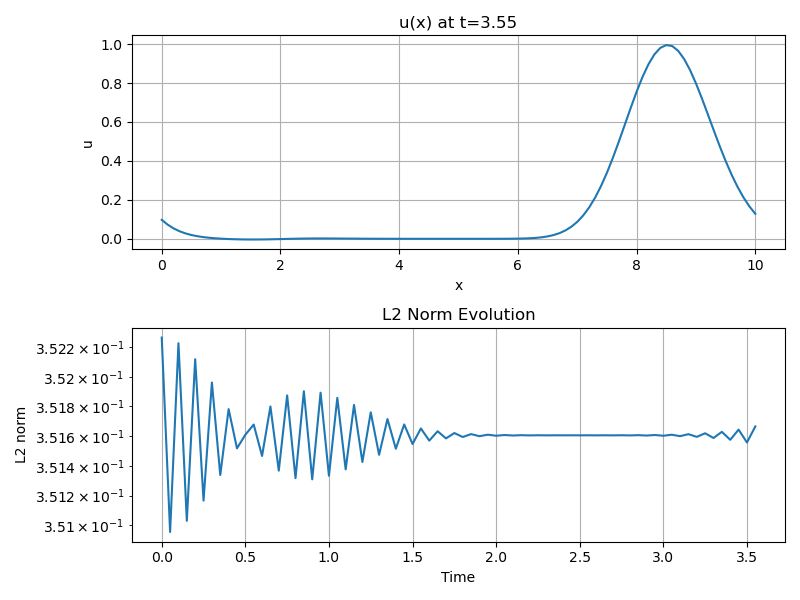 u(x) at t=3.55
1.0
0.8
0.6
0.4
0.2
0.0
u
0 2 4 6 8 10
x
L2 Norm Evolution
3.522 × 10⁻¹
3.52 × 10⁻¹
3.518 × 10⁻¹
3.516 × 10⁻¹
3.514 × 10⁻¹
3.512 × 10⁻¹
3.51 × 10⁻¹
L2 norm
0.0 0.5 1.0 1.5 2.0 2.5 3.0 3.5
Time